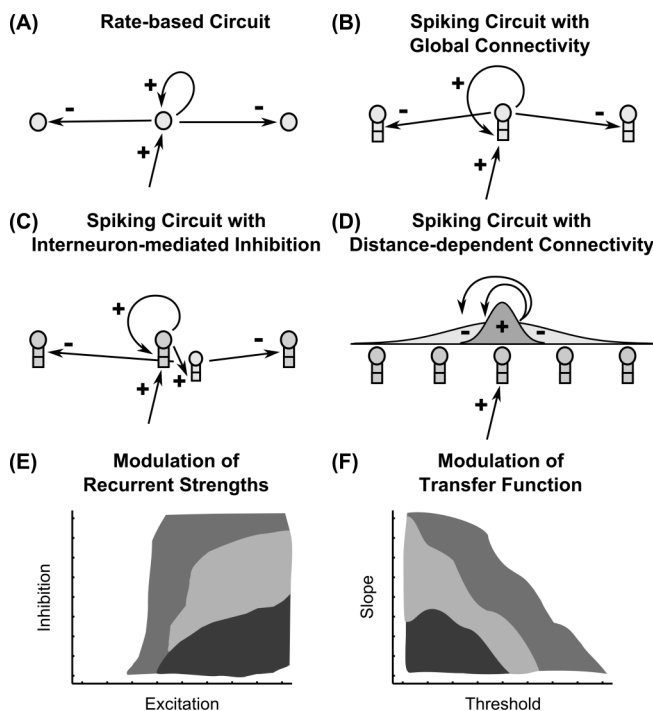 (A) Rate-based Circuit
(B) Spiking Circuit with
Global Connectivity
+
-
-
+
+
-
-
+
(C) Spiking Circuit with
Interneuron-mediated Inhibition
(D) Spiking Circuit with
Distance-dependent Connectivity
+
-
+
-
+
-
+
-
+
(E) Modulation of
Recurrent Strengths
(F) Modulation of
Transfer Function
Inhibition
Excitation
Slope
Threshold